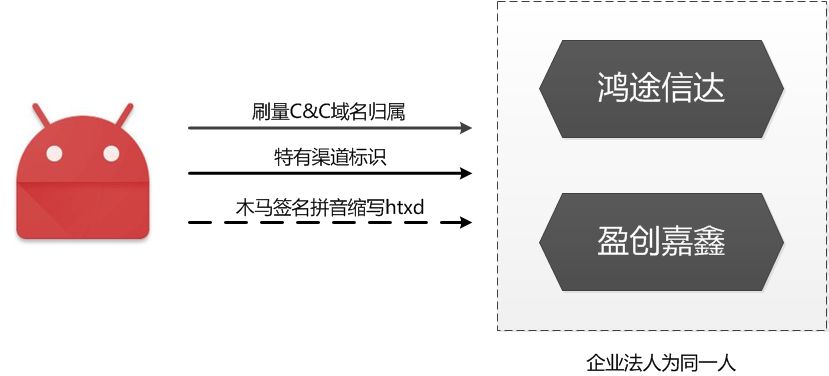 刷量C&C域名归属
特有渠道标识
木马签名拼音缩写htxd
鸿途信达
盈创嘉鑫
企业法人为同一人